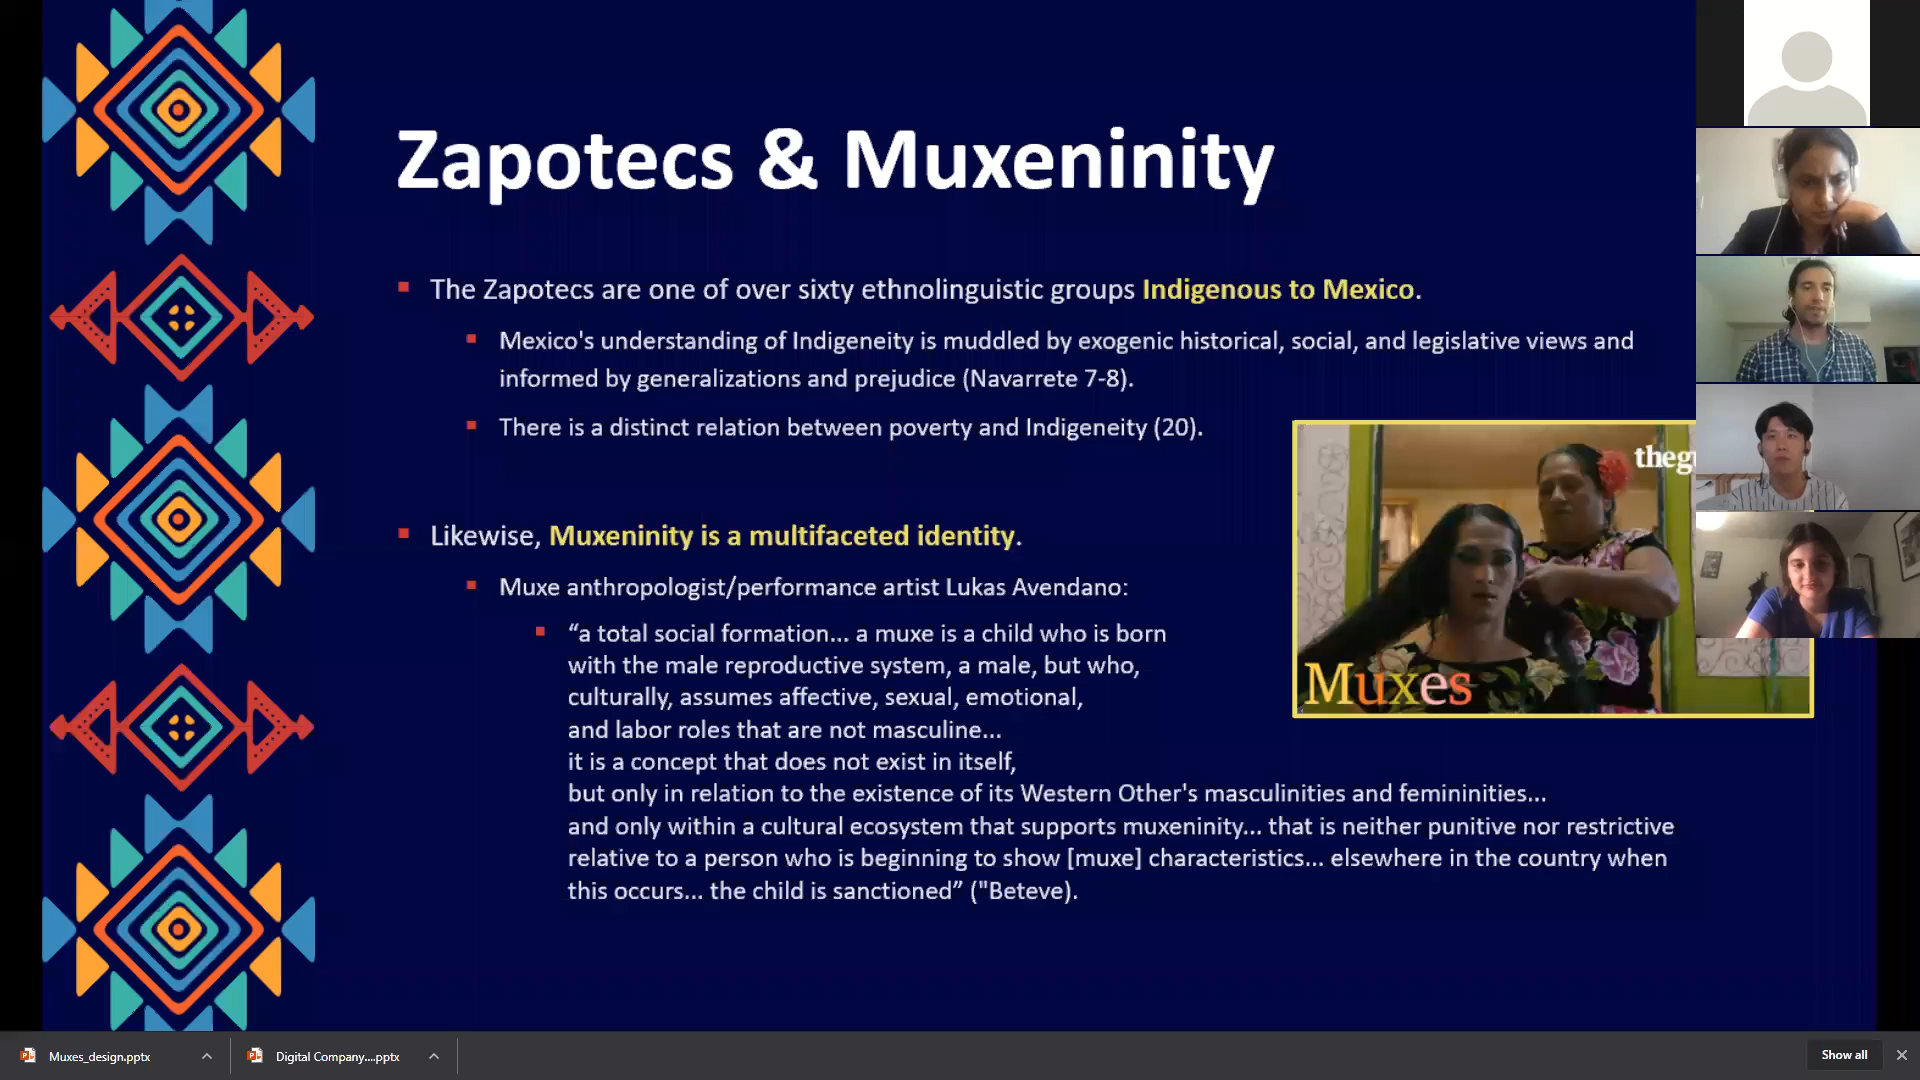 Zapotecs & Muxeninity
The Zapotecs are one of over sixty ethnolinguistic groups Indigenous to Mexico.
Mexico's understanding of Indigeneity is muddled by exogenic historical, social, and legislative views and
informed by generalizations and prejudice (Navarrete 7-8).
There is a distinct relation between poverty and Indigeneity (20).
theg
Likewise, Muxeninity is a multifaceted identity.
Muxe anthropologist/performance artist Lukas Avendano:
“a total social formation... a muxe is a child who is born
with the male reproductive system, a male, but who,
culturally, assumes affective, sexual, emotional,
and labor roles that are not masculine...
it is a concept that does not exist in itself,
but only in relation to the existence of its Western Other's masculinities and femininities...
and only within a cultural ecosystem that supports muxeninity... that is neither punitive nor restrictive
relative to a person who is beginning to show [muxe] characteristics... elsewhere in the country when
this occurs... the child is sanctioned” ("Beteve).
Muxes
Muxes_design.pptx
Digital Company....pptx
Show all